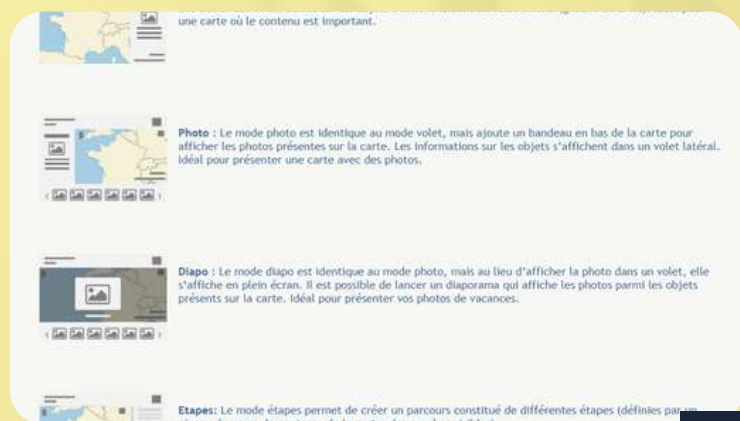 une carte où le contenu est important.
Photo : Le mode photo est identique au mode volet, mais ajoute un bandeau en bas de la carte pour
afficher les photos présentes sur la carte. Les informations sur les objets s'affichent dans un volet latéral.
Idéal pour présenter une carte avec des photos.
Diapo : Le mode diapo est identique au mode photo, mais au lieu d'afficher la photo dans un volet, elle
s'affiche en plein écran. Il est possible de lancer un diaporama qui affiche les photos parmi les objets
présents sur la carte. Idéal pour présenter vos photos de vacances.
Etapes: Le mode étapes permet de créer un parcours constitué de différentes étapes (définies par un